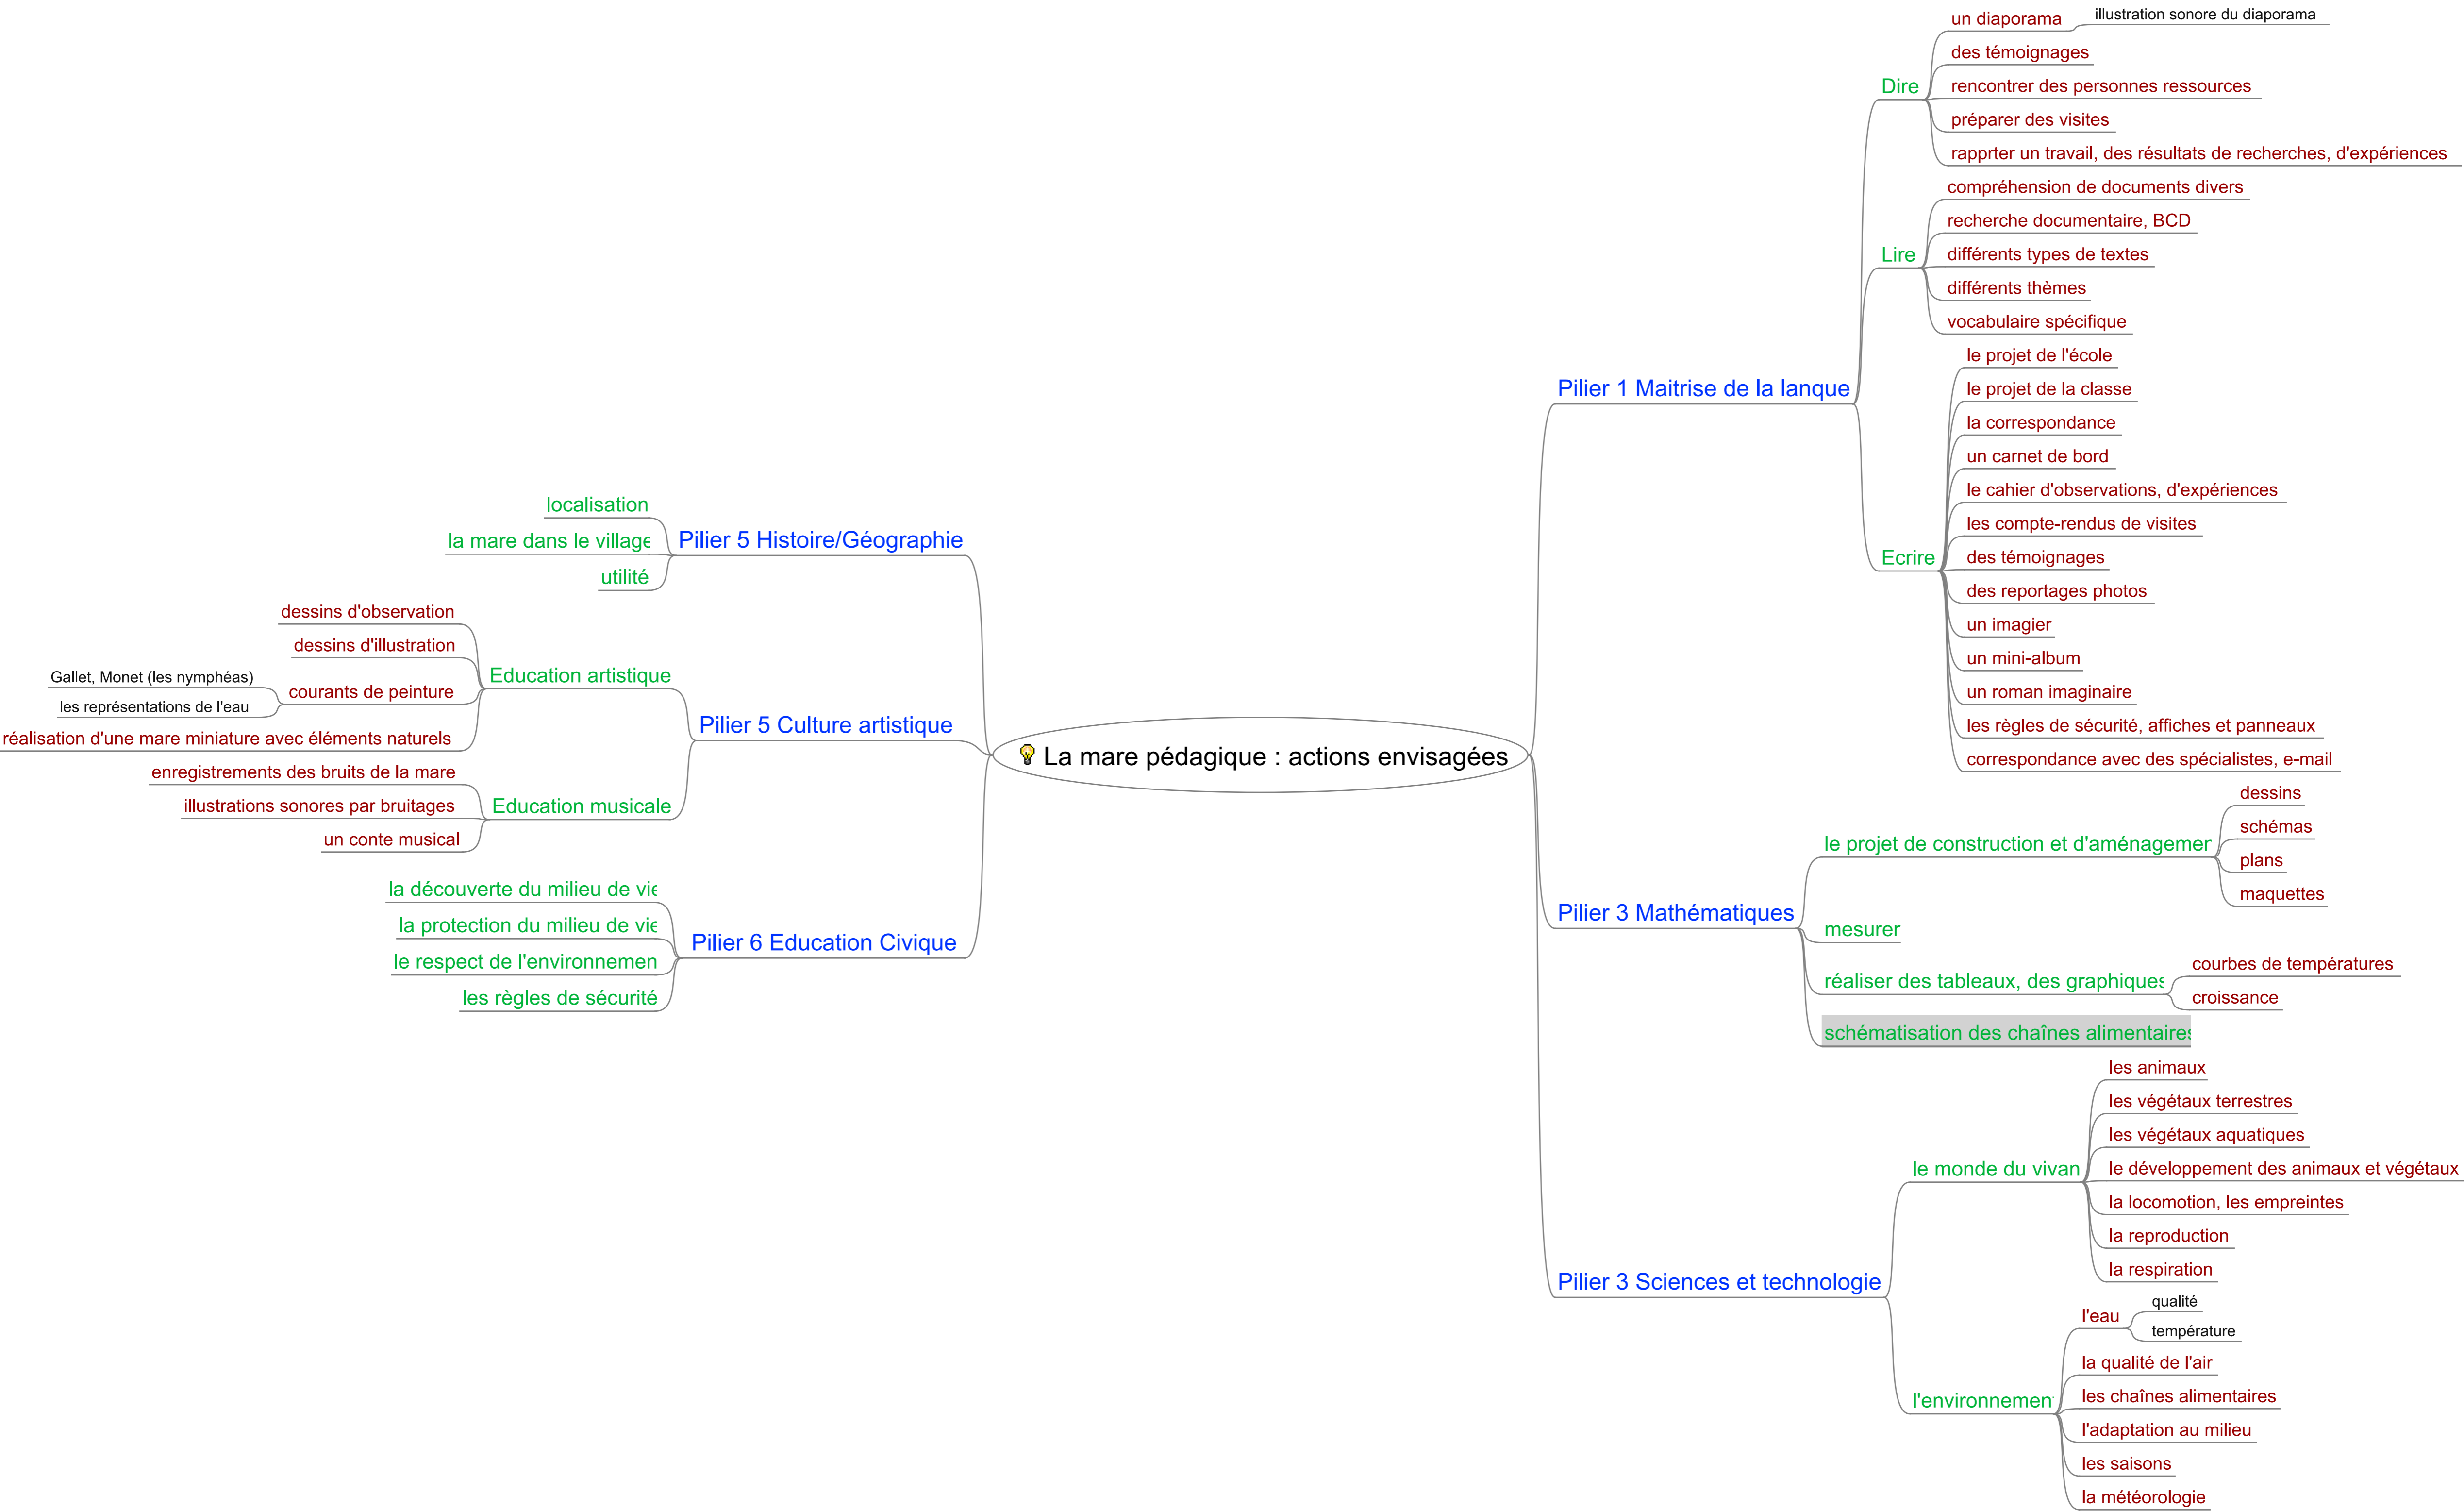 La mare pédagique : actions envisagées
Pilier 1 Maitrise de la lanque
Dire
un diaporama
illustration sonore du diaporama
des témoignages
rencontrer des personnes ressources
préparer des visites
rapprter un travail, des résultats de recherches, d'expériences
Lire
compréhension de documents divers
recherche documentaire, BCD
différents types de textes
différents thèmes
vocabulaire spécifique
Ecrire
le projet de l'école
le projet de la classe
la correspondance
un carnet de bord
le cahier d'observations, d'expériences
les compte-rendus de visites
des témoignages
des reportages photos
un imagier
un mini-album
un roman imaginaire
les règles de sécurité, affiches et panneaux
correspondance avec des spécialistes, e-mail
Pilier 3 Mathématiques
le projet de construction et d'aménagemer
dessins
schémas
plans
maquettes
mesurer
réaliser des tableaux, des graphiques
courbes de températures
croissance
schématisation des chaînes alimentaires
Pilier 3 Sciences et technologie
le monde du vivan
les animaux
les végétaux terrestres
les végétaux aquatiques
le développement des animaux et végétaux
la locomotion, les empreintes
la reproduction
la respiration
l'environnemen
l'eau
qualité
température
la qualité de l'air
les chaînes alimentaires
l'adaptation au milieu
les saisons
la météorologie
Pilier 5 Histoire/Géographie
localisation
la mare dans le village
utilité
Pilier 5 Culture artistique
Education artistique
dessins d'observation
dessins d'illustration
courants de peinture
Gallet, Monet (les nymphéas)
les représentations de l'eau
réalisation d'une mare miniature avec éléments naturels
Education musicale
enregistrements des bruits de la mare
illustrations sonores par bruitages
un conte musical
Pilier 6 Education Civique
la découverte du milieu de vie
la protection du milieu de vie
le respect de l'environnemen
les règles de sécurité